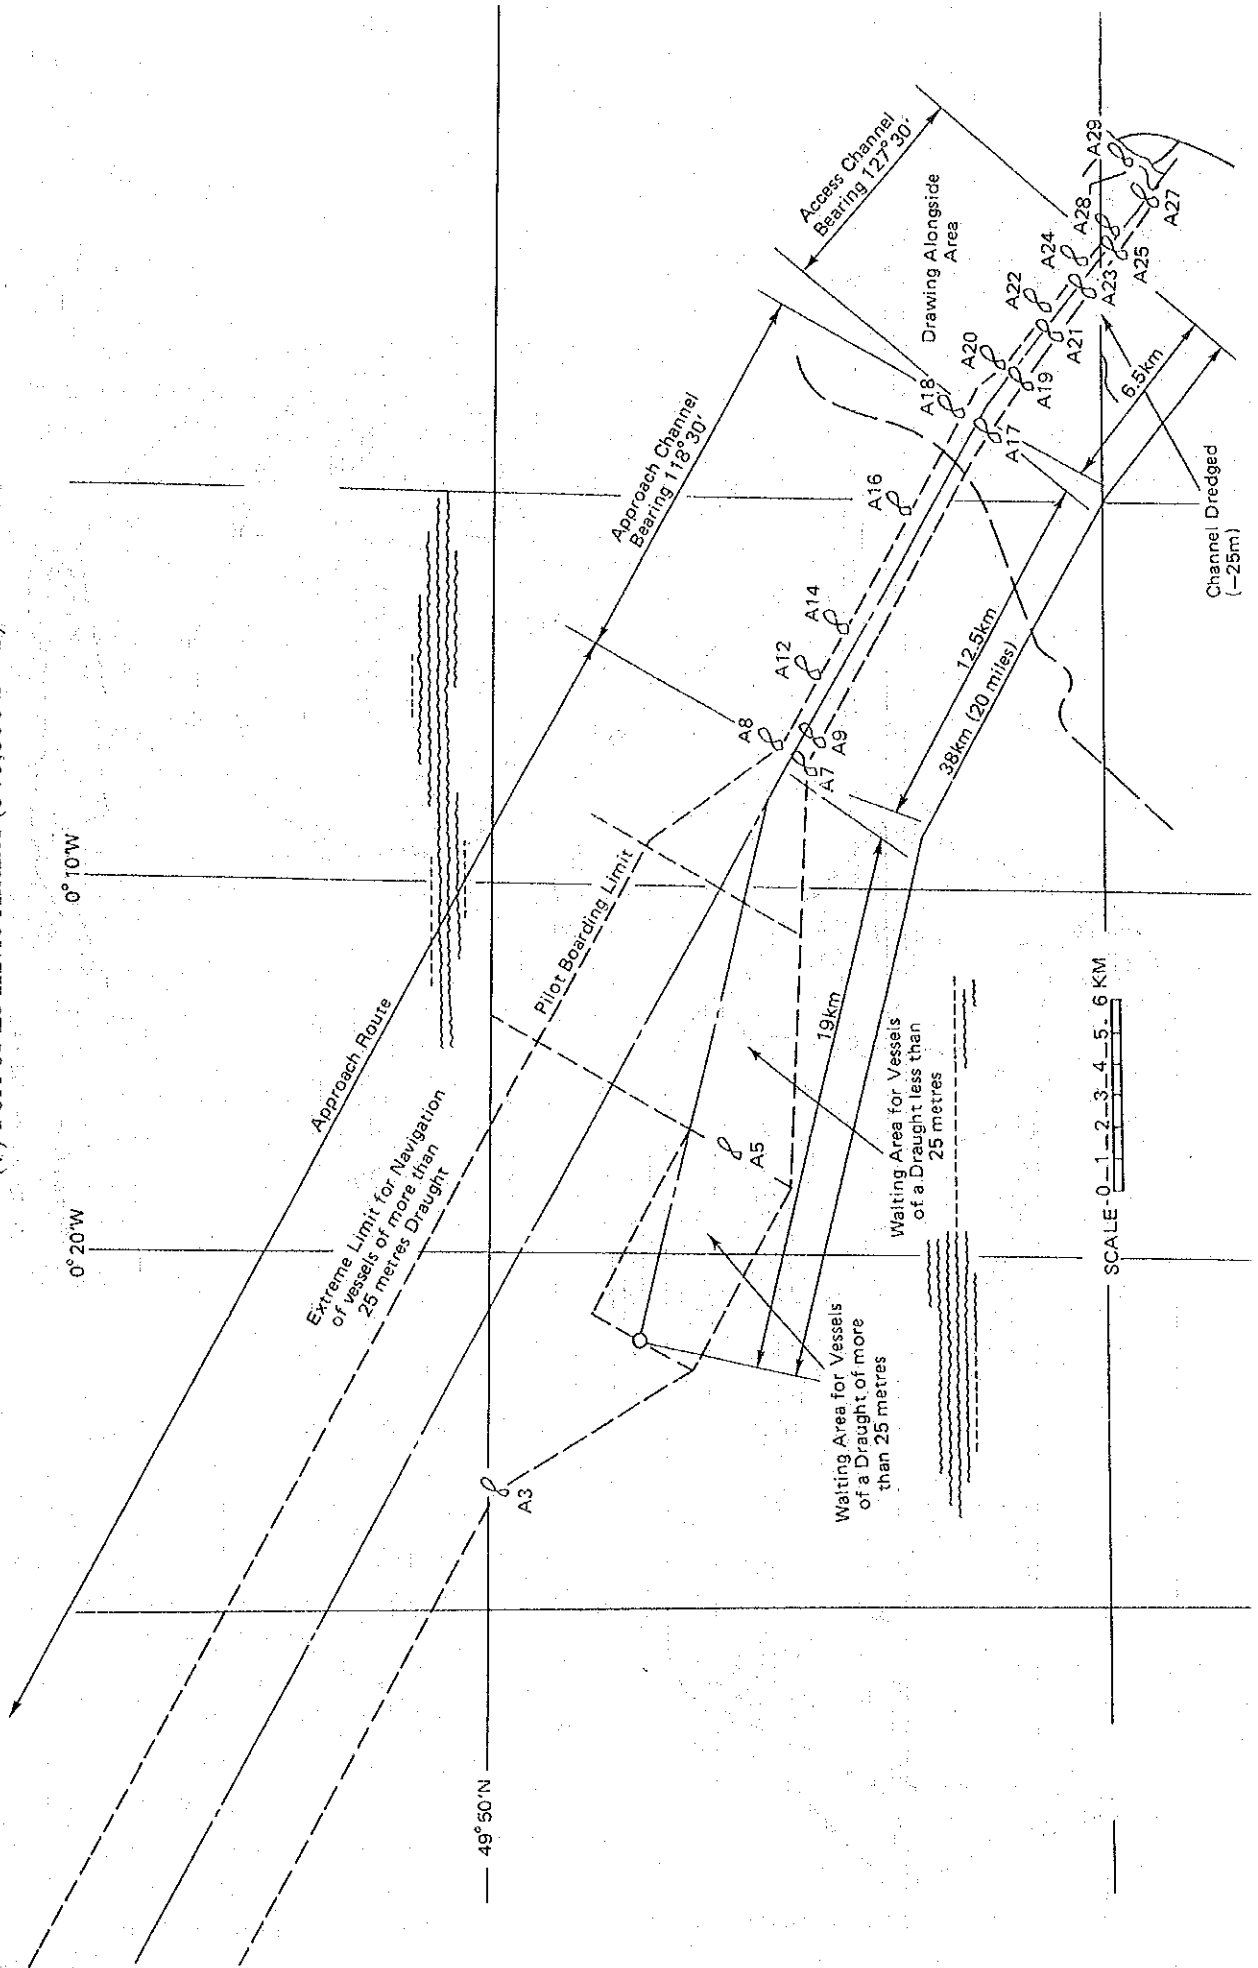 0° 20'W
0° 10'W
Approach Route
Extreme Limit for Navigation
of vessels of more than
25 metres Draught
Pilot Boarding Limit
Approach Channel
Bearing 118°30'
Access Channel
Bearing 127°30'
Drawing Alongside
Area
49° 50'N
A3
A5
A7
A8
A9
A12
A14
A16
A17
A18
A19
A20
A21
A22
A23
A24
A25
A28
A27
A29
19km
12.5km
38km (20 miles)
6.5km
Channel Dredged
(−25m)
Waiting Area for Vessels
of a Draught less than
25 metres
Waiting Area for Vessels
of a Draught of more
than 25 metres
SCALE 0 1 2 3 4 5 6 KM